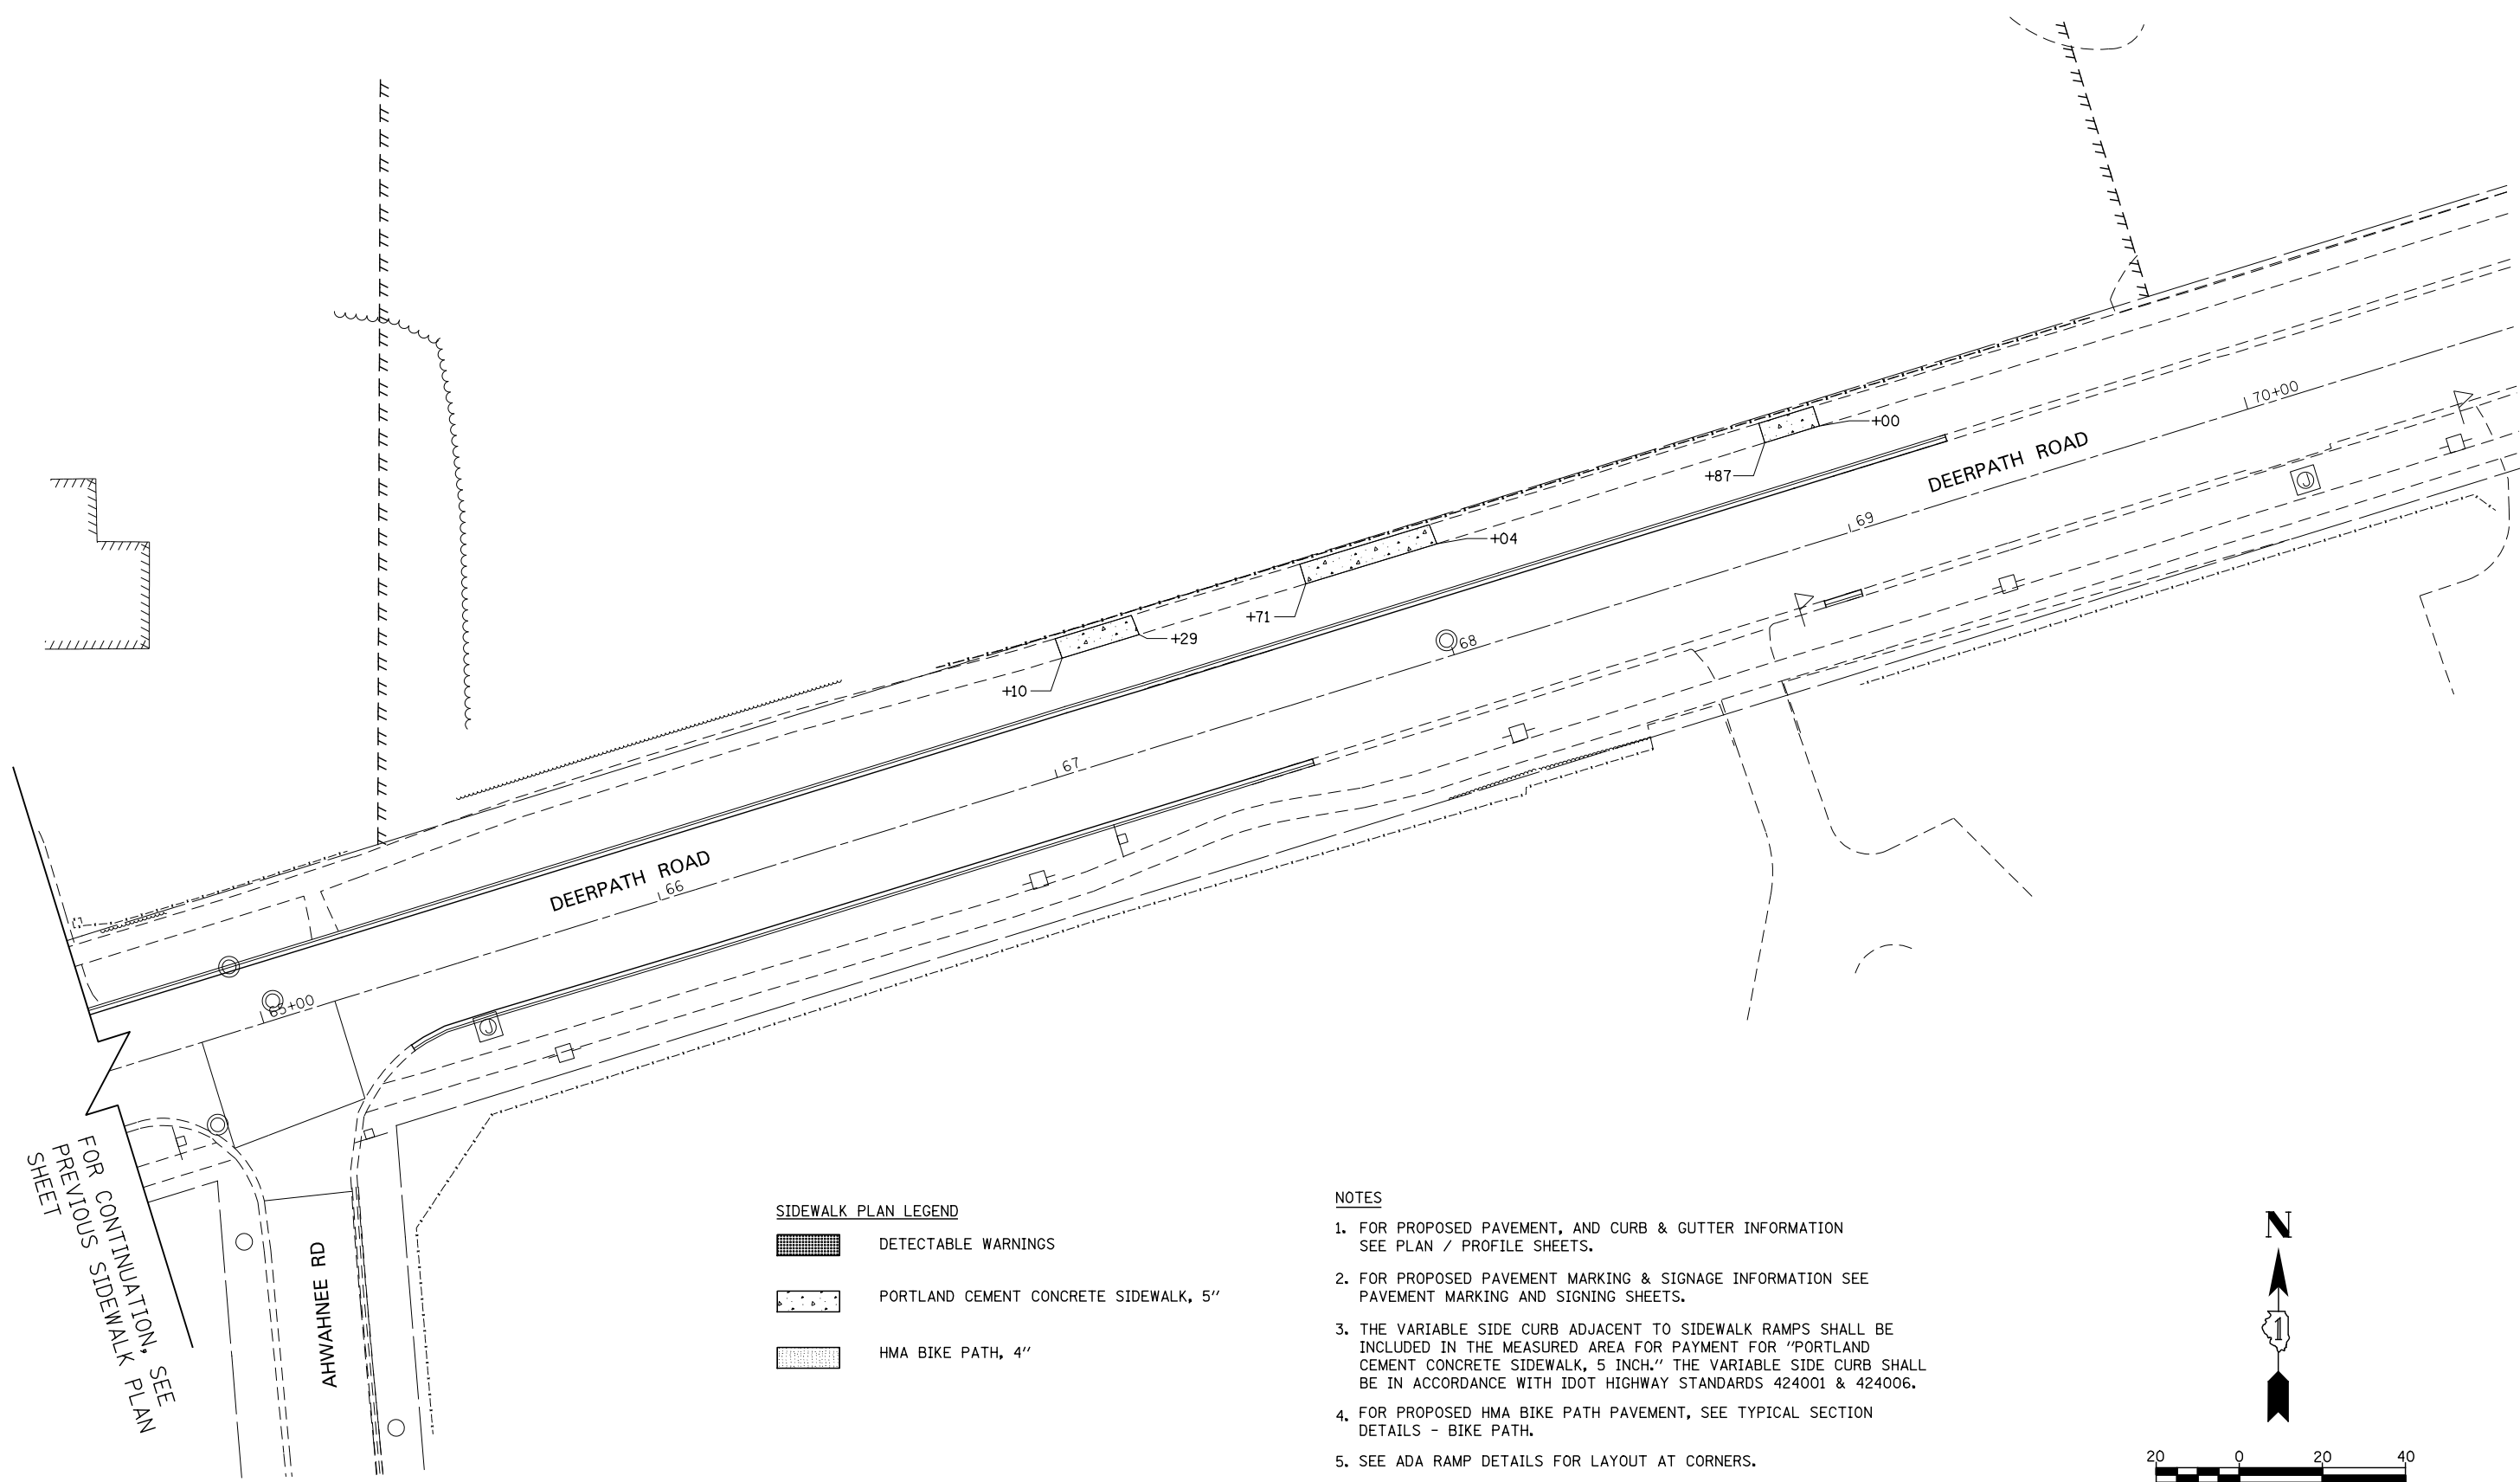 70+00
+00
DEERPATH ROAD
+87
69
+04
+71
68
+29
+10
67
DEERPATH ROAD
66
65+00
J
J
FOR CONTINUATION, SEE
PREVIOUS SIDEWALK PLAN
SHEET
AHWAHNEE RD
SIDEWALK PLAN LEGEND
DETECTABLE WARNINGS
PORTLAND CEMENT CONCRETE SIDEWALK, 5"
HMA BIKE PATH, 4"
NOTES
1. FOR PROPOSED PAVEMENT, AND CURB & GUTTER INFORMATION
SEE PLAN / PROFILE SHEETS.
2. FOR PROPOSED PAVEMENT MARKING & SIGNAGE INFORMATION SEE
PAVEMENT MARKING AND SIGNING SHEETS.
3. THE VARIABLE SIDE CURB ADJACENT TO SIDEWALK RAMPS SHALL BE
INCLUDED IN THE MEASURED AREA FOR PAYMENT FOR "PORTLAND
CEMENT CONCRETE SIDEWALK, 5 INCH." THE VARIABLE SIDE CURB SHALL
BE IN ACCORDANCE WITH IDOT HIGHWAY STANDARDS 424001 & 424006.
4. FOR PROPOSED HMA BIKE PATH PAVEMENT, SEE TYPICAL SECTION
DETAILS - BIKE PATH.
5. SEE ADA RAMP DETAILS FOR LAYOUT AT CORNERS.
N
1
20 0 20 40